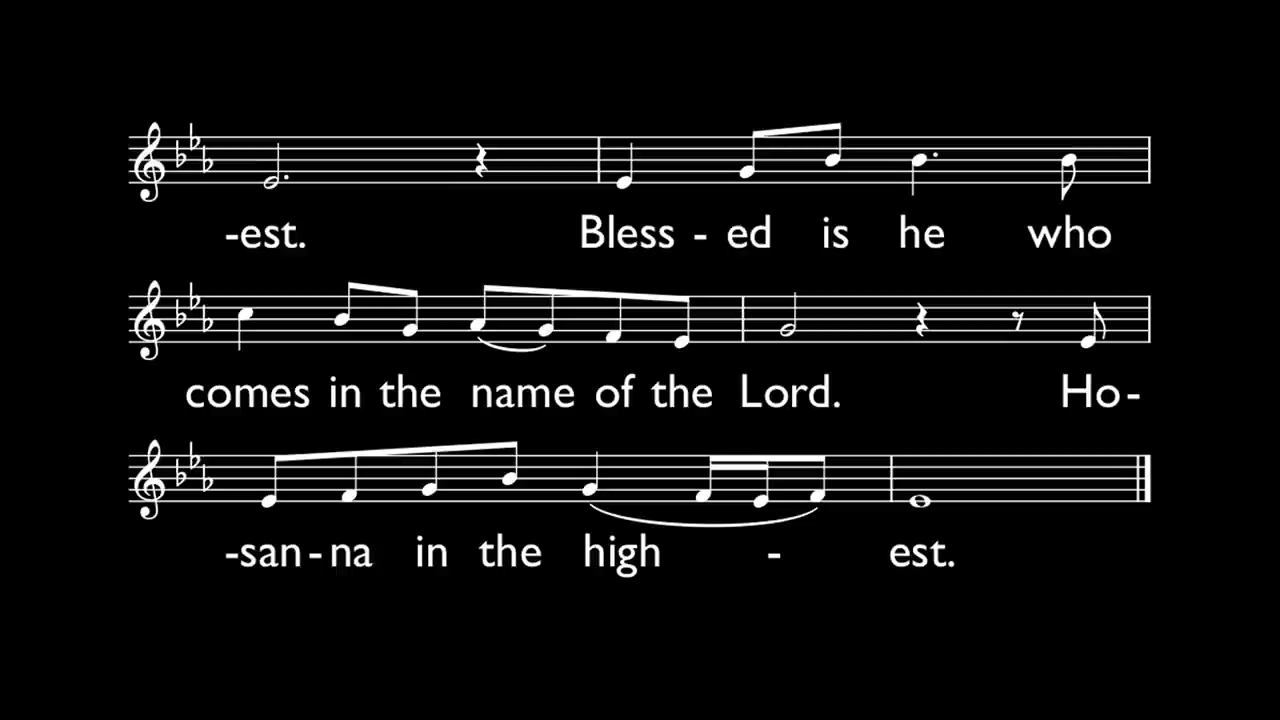 -est. Bless - ed is he who
comes in the name of the Lord. Ho-
-san-na in the high - est.